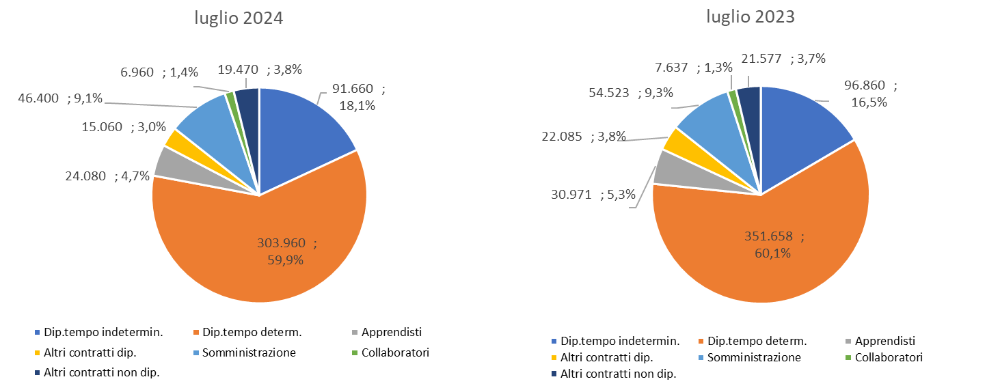 luglio 2024
19.470 ; 3,8%
6.960 ; 1,4%
91.660 ;
18,1%
46.400 ; 9,1%
15.060 ; 3,0%
24.080 ; 4,7%
303.960 ;
59,9%
Dip.tempo indetermin.
Dip.tempo determ.
Apprendisti
Altri contratti dip.
Somministrazione
Collaboratori
Altri contratti non dip.
luglio 2023
21.577 ; 3,7%
7.637 ; 1,3%
96.860 ;
16,5%
54.523 ; 9,3%
22.085 ; 3,8%
30.971 ; 5,3%
351.658 ;
60,1%
Dip.tempo indetermin.
Dip.tempo determ.
Apprendisti
Altri contratti dip.
Somministrazione
Collaboratori
Altri contratti non dip.